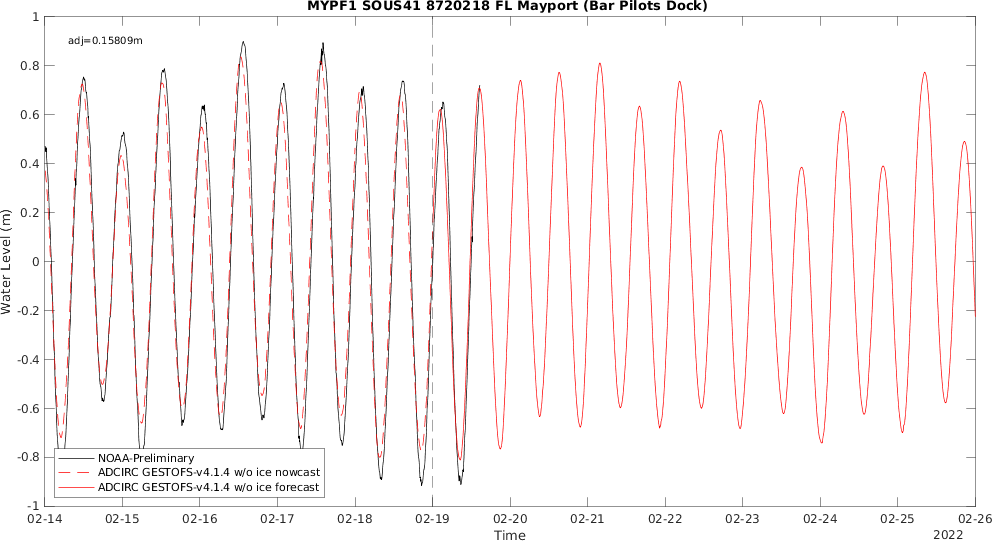 MYPF1 SOUS41 8720218 FL Mayport (Bar Pilots Dock)
adj=0.15809m
1
0.8
0.6
0.4
0.2
0
-0.2
-0.4
-0.6
-0.8
-1
Water Level (m)
NOAA-Preliminary
ADCIRC GESTOFS-v4.1.4 w/o ice nowcast
ADCIRC GESTOFS-v4.1.4 w/o ice forecast
02-14 02-15 02-16 02-17 02-18 02-19 02-20 02-21 02-22 02-23 02-24 02-25 02-26
Time
2022